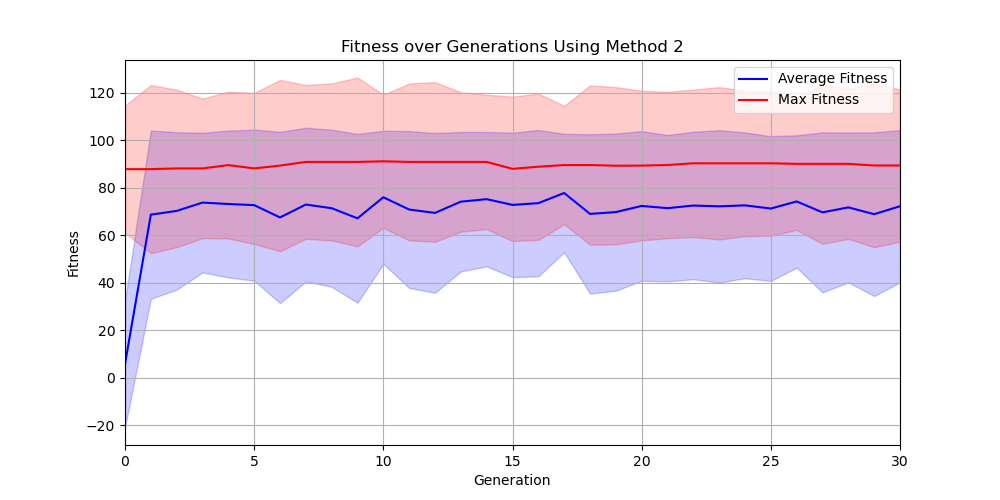 Fitness over Generations Using Method 2
Average Fitness
Max Fitness
Fitness
120
100
80
60
40
20
0
−20
0 5 10 15 20 25 30
Generation